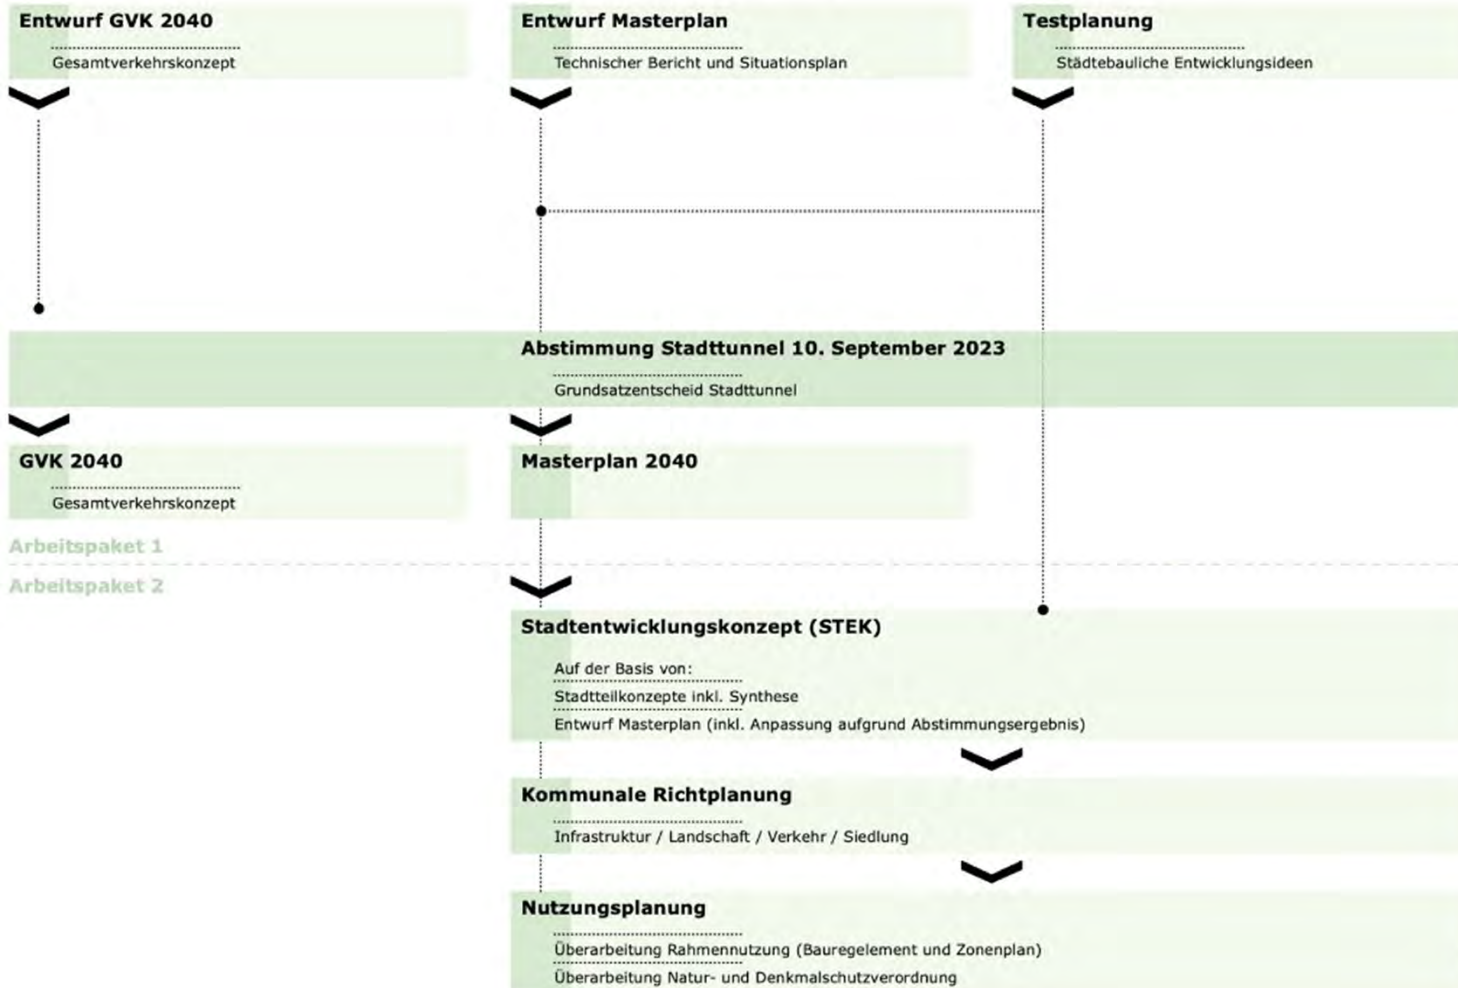 Entwurf GVK 2040
Gesamtverkehrskonzept
Entwurf Masterplan
Technischer Bericht und Situationsplan
Testplanung
Städtebauliche Entwicklungsideen
Abstimmung Stadttunnel 10. September 2023
Grundsatzentscheid Stadttunnel
GVK 2040
Gesamtverkehrskonzept
Masterplan 2040
Arbeitspaket 1
Arbeitspaket 2
Stadtentwicklungskonzept (STEK)
Auf der Basis von:
Stadtteilkonzepte inkl. Synthese
Entwurf Masterplan (inkl. Anpassung aufgrund Abstimmungsergebnis)
Kommunale Richtplanung
Infrastruktur / Landschaft / Verkehr / Siedlung
Nutzungsplanung
Überarbeitung Rahmennutzung (Bauregelement und Zonenplan)
Überarbeitung Natur- und Denkmalschutzverordnung